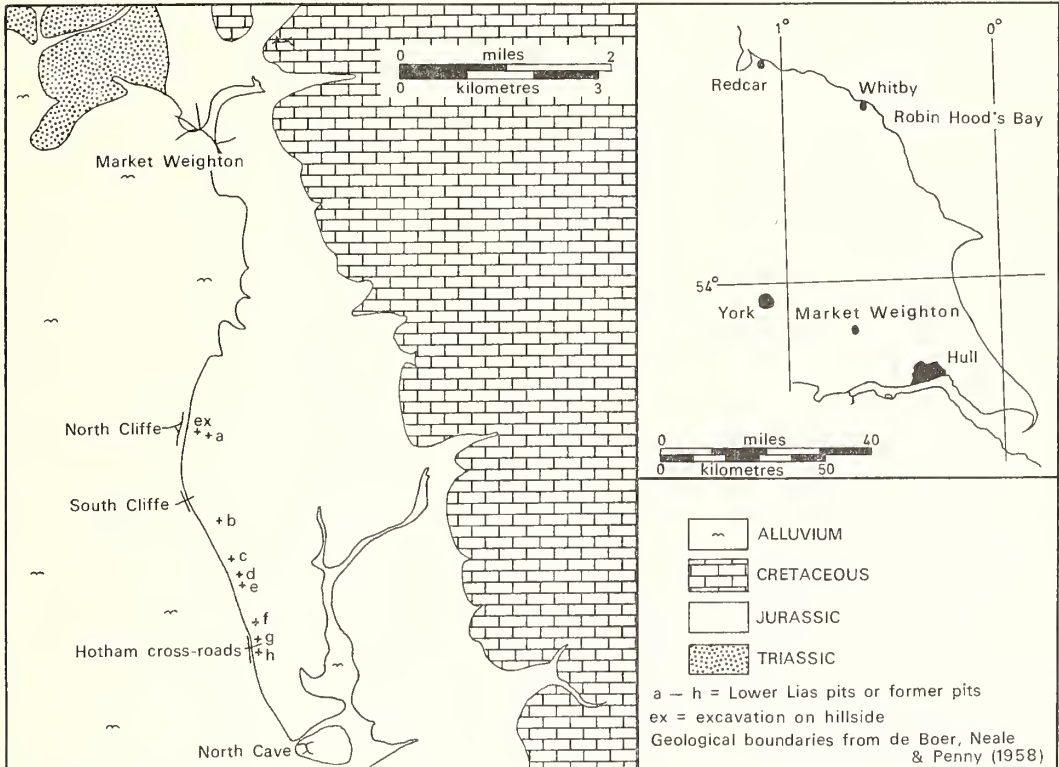 0 miles 2
0 kilometres 3
Market Weighton
North Cliffe
ex
a
South Cliffe
b
c
d
e
f
g
Hotham cross-roads
h
North Cave
1° 0°
Redcar
Whitby
Robin Hood's Bay
54°
York
Market Weighton
Hull
0 miles 40
0 kilometres 50
ALLUVIUM
CRETACEOUS
JURASSIC
TRIASSIC
a – h = Lower Lias pits or former pits
ex = excavation on hillside
Geological boundaries from de Boer, Neale
& Penny (1958)